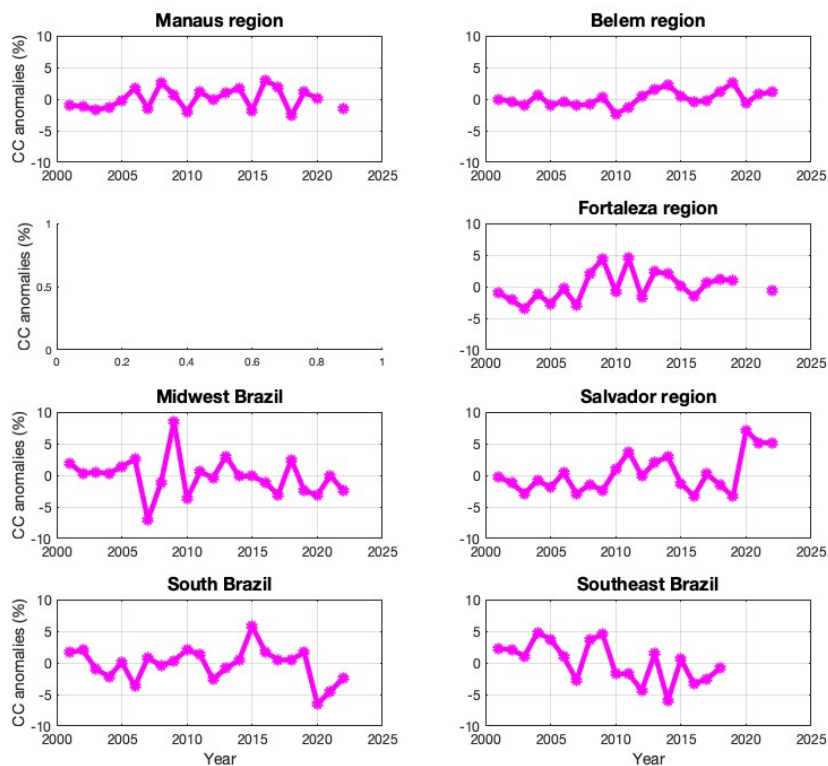 Manaus region
CC anomalies (%)
10
5
0
-5
-10
2000 2005 2010 2015 2020 2025
Belem region
10
5
0
-5
-10
2000 2005 2010 2015 2020 2025
CC anomalies (%)
1
0.5
0
0 0.2 0.4 0.6 0.8 1
Fortaleza region
10
5
0
-5
-10
2000 2005 2010 2015 2020 2025
Midwest Brazil
CC anomalies (%)
10
5
0
-5
-10
2000 2005 2010 2015 2020 2025
Salvador region
10
5
0
-5
-10
2000 2005 2010 2015 2020 2025
South Brazil
CC anomalies (%)
10
5
0
-5
-10
2000 2005 2010 2015 2020 2025
Year
Southeast Brazil
10
5
0
-5
-10
2000 2005 2010 2015 2020 2025
Year